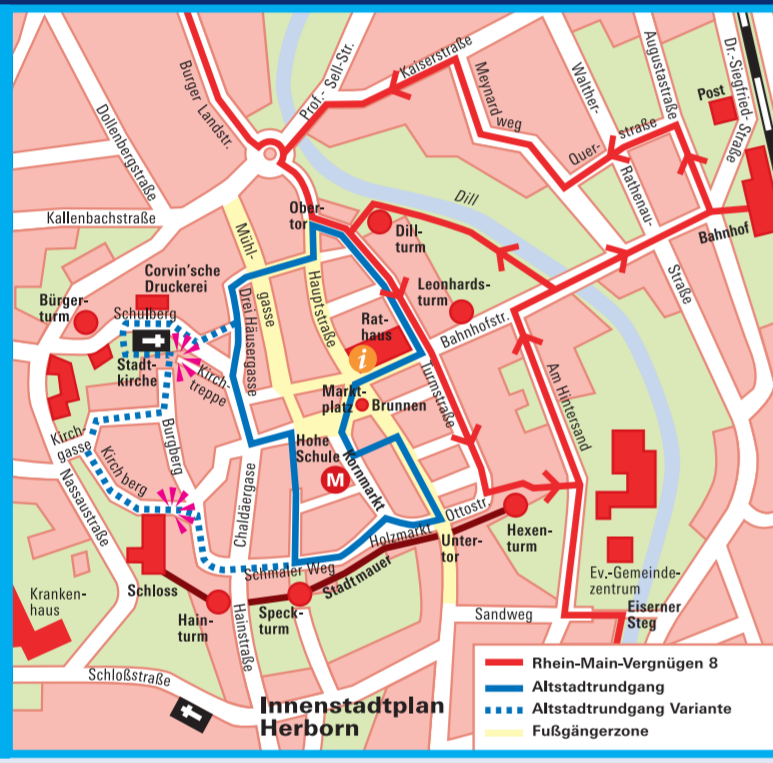 Burger Landstr.
Prof.- Sell-Str.
Kaiserstraße
Meynard
weg
Walther-
Rathenau-
Straße
Augustastraße
Dr.-Siegfried-Straße
Post
Quer-
straße
Dollenbergstraße
Kallenbachstraße
Dill
Ober-
tor
Dill-
turm
Bahnhof
Mühl-
gasse
Hauptstraße
Corvin'sche
Druckerei
Bürger-
turm
Schulberg
Drei Häusergasse
Leonhards-
turm
Rat-
haus
i
Bahnhofstr.
Stadt-
kirche
Kirch-
treppe
Turmstraße
Markt-
platz
Brunnen
Am Hintersand
Kirch-
gasse
Burgberg
Hohe
Schule
M
Kornmarkt
Kirchberg
Nassaustraße
Chaldäergase
Ottostr.
Holzmarkt
Hexen-
turm
Unter-
tor
Schmaler Weg
Stadtmauer
Ev.-Gemeinde-
zentrum
Kranken-
haus
Schloss
Hain-
turm
Hainstraße
Speck-
turm
Sandweg
Eiserner
Steg
Schloßstraße
Innenstadtplan
Herborn
Rhein-Main-Vergnügen 8
Altstadtrundgang
Altstadtrundgang Variante
Fußgängerzone